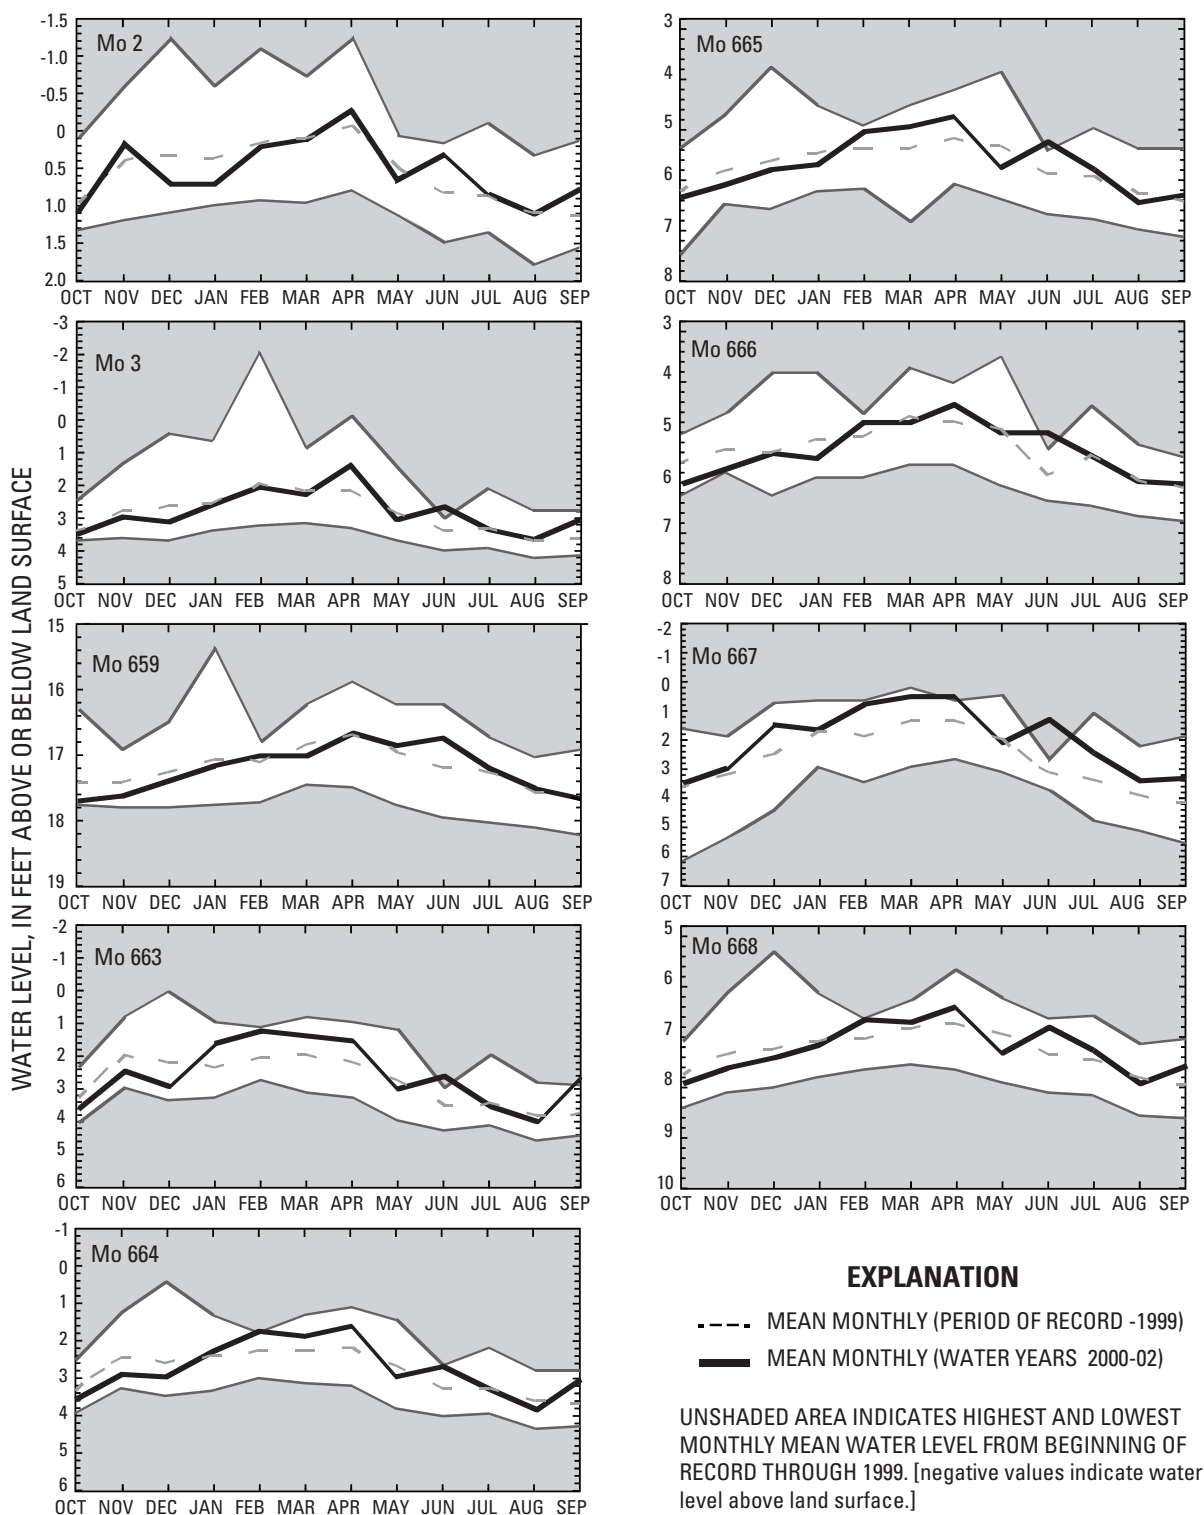 WATER LEVEL, IN FEET ABOVE OR BELOW LAND SURFACE
Mo 2
-1.5
-1.0
-0.5
0
0.5
1.0
1.5
2.0
OCT NOV DEC JAN FEB MAR APR MAY JUN JUL AUG SEP
Mo 3
-3
-2
-1
0
1
2
3
4
5
OCT NOV DEC JAN FEB MAR APR MAY JUN JUL AUG SEP
Mo 659
15
16
17
18
19
OCT NOV DEC JAN FEB MAR APR MAY JUN JUL AUG SEP
Mo 663
-2
-1
0
1
2
3
4
5
6
OCT NOV DEC JAN FEB MAR APR MAY JUN JUL AUG SEP
Mo 664
-1
0
1
2
3
4
5
6
OCT NOV DEC JAN FEB MAR APR MAY JUN JUL AUG SEP
Mo 665
3
4
5
6
7
8
OCT NOV DEC JAN FEB MAR APR MAY JUN JUL AUG SEP
Mo 666
3
4
5
6
7
8
OCT NOV DEC JAN FEB MAR APR MAY JUN JUL AUG SEP
Mo 667
-2
-1
0
1
2
3
4
5
6
7
OCT NOV DEC JAN FEB MAR APR MAY JUN JUL AUG SEP
Mo 668
5
6
7
8
9
10
OCT NOV DEC JAN FEB MAR APR MAY JUN JUL AUG SEP
EXPLANATION
MEAN MONTHLY (PERIOD OF RECORD -1999)
MEAN MONTHLY (WATER YEARS 2000-02)
UNSHADED AREA INDICATES HIGHEST AND LOWEST
MONTHLY MEAN WATER LEVEL FROM BEGINNING OF
RECORD THROUGH 1999. [negative values indicate water
level above land surface.]